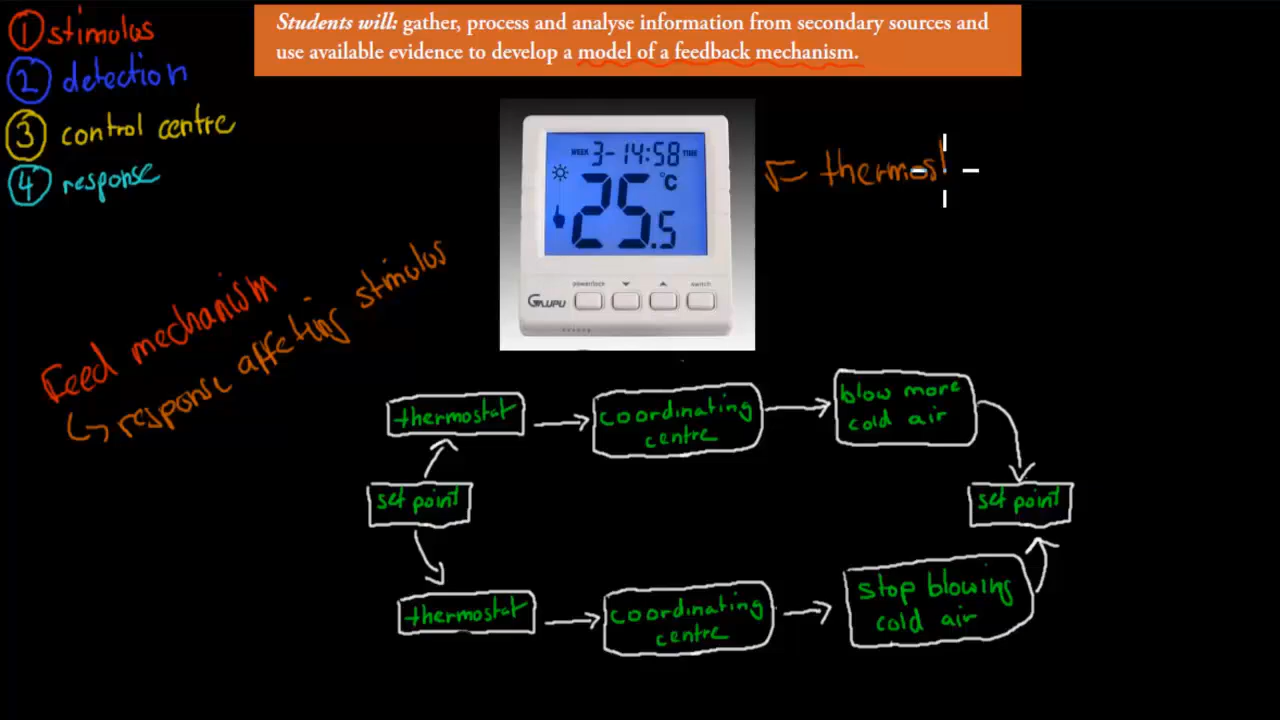 ① stimulus
② detection
③ control centre
④ response
Students will: gather, process and analyse information from secondary sources and
use available evidence to develop a model of a feedback mechanism.
WEEK 3-14:58 TIME
25.5 °C
power/lock switch
thermost
Feed mechanism
response affeting stimulus
thermostat
coordinating
centre
blow more
cold air
set point
set point
thermostat
coordinating
centre
stop blowing
cold air